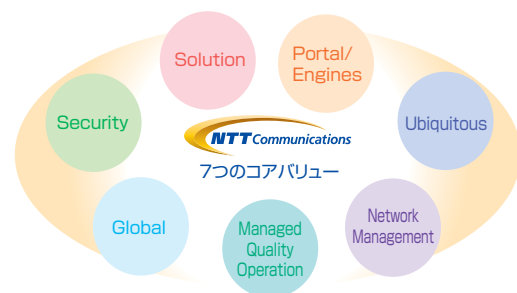 Solution
Portal/
Engines
Security
Ubiquitous
NTT Communications
7つのコアバリュー
Global
Managed
Quality
Operation
Network
Management